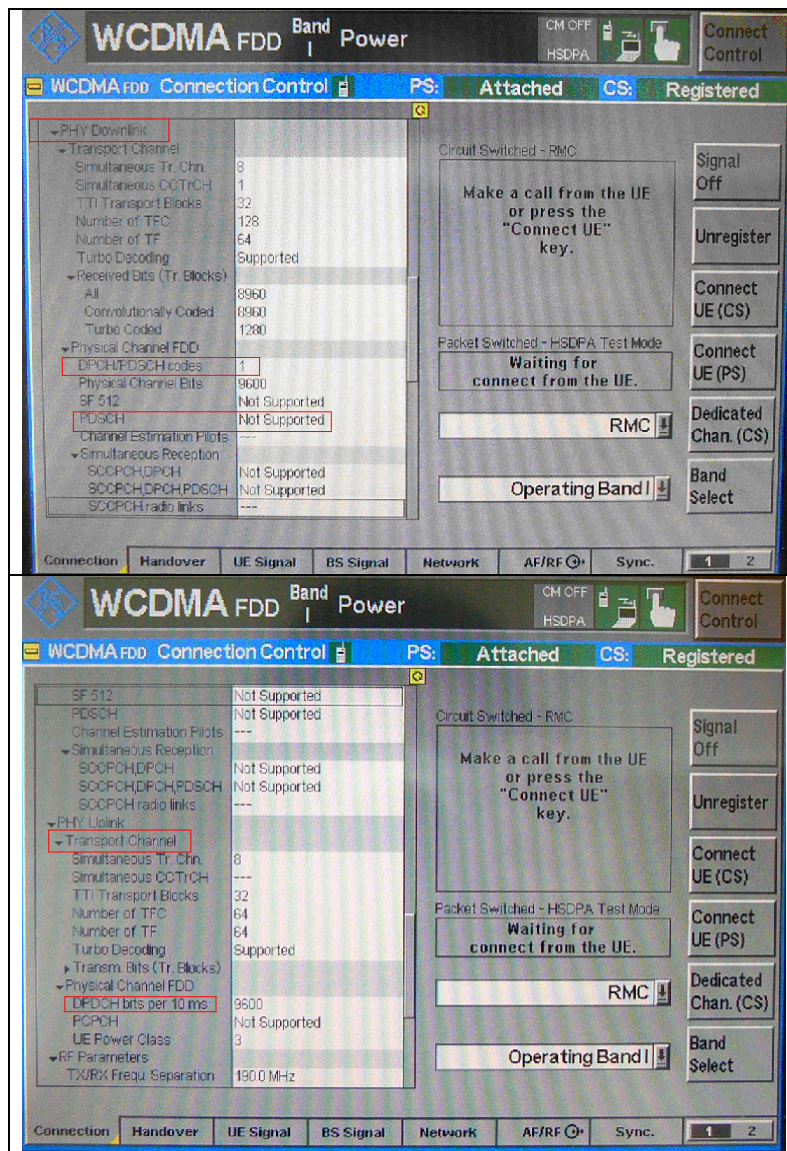 WCDMA FDD Band I Power
CM OFF
HSDPA
Connect Control
WCDMA FDD Connection Control PS: Attached CS: Registered
PHY Downlink
Transport Channel
Simultaneous Tr. Chn. 8
Simultaneous CCTrCH 1
TTI Transport Blocks 32
Number of TFC 128
Number of TF 64
Turbo Decoding Supported
Received Bits (Tr. Blocks)
All 8960
Convolutionally Coded 8960
Turbo Coded 1280
Physical Channel FDD
DPCH/PDSCH codes 1
Physical Channel Bits 9600
SF 512 Not Supported
PDSCH Not Supported
Channel Estimation Pilots ---
Simultaneous Reception
SCCPCH,DPCH Not Supported
SCCPCH,DPCH,PDSCH Not Supported
SCCPCH radio links ---
Circuit Switched - RMC
Make a call from the UE
or press the
"Connect UE"
key.
Packet Switched - HSDPA Test Mode
Waiting for
connect from the UE.
RMC
Operating Band I
Signal Off
Unregister
Connect UE (CS)
Connect UE (PS)
Dedicated Chan. (CS)
Band Select
Connection Handover UE Signal BS Signal Network AF/RF Sync. 1 2
WCDMA FDD Band I Power
CM OFF
HSDPA
Connect Control
WCDMA FDD Connection Control PS: Attached CS: Registered
SF 512 Not Supported
PDSCH Not Supported
Channel Estimation Pilots ---
Simultaneous Reception
SCCPCH,DPCH Not Supported
SCCPCH,DPCH,PDSCH Not Supported
SCCPCH radio links ---
PHY Uplink
Transport Channel
Simultaneous Tr. Chn. 8
Simultaneous CCTrCH ---
TTI Transport Blocks 32
Number of TFC 64
Number of TF 64
Turbo Decoding Supported
Transm. Bits (Tr. Blocks)
Physical Channel FDD
DPDCH bits per 10 ms 9600
PCPCH Not Supported
UE Power Class 3
RF Parameters
TX/RX Frequ. Separation 190.0 MHz
Circuit Switched - RMC
Make a call from the UE
or press the
"Connect UE"
key.
Packet Switched - HSDPA Test Mode
Waiting for
connect from the UE.
RMC
Operating Band I
Signal Off
Unregister
Connect UE (CS)
Connect UE (PS)
Dedicated Chan. (CS)
Band Select
Connection Handover UE Signal BS Signal Network AF/RF Sync. 1 2